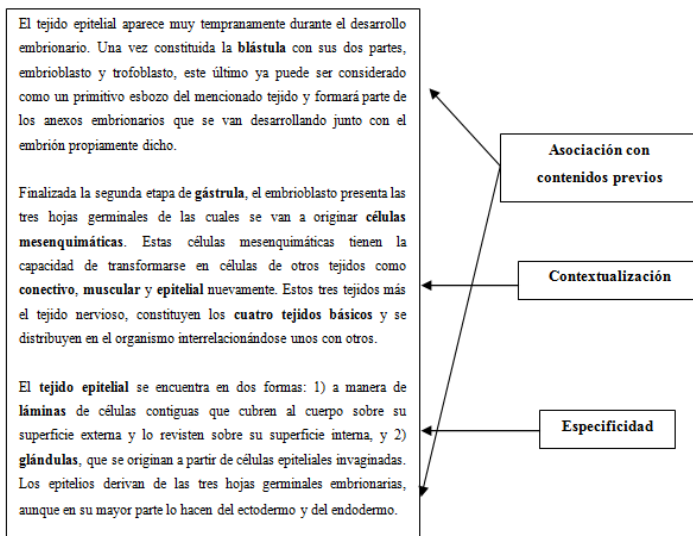 El tejido epitelial aparece muy tempranamente durante el desarrollo
embrionario. Una vez constituida la blástula con sus dos partes,
embrioblasto y trofoblasto, este último ya puede ser considerado
como un primitivo esbozo del mencionado tejido y formará parte de
los anexos embrionarios que se van desarrollando junto con el
embrión propiamente dicho.
Finalizada la segunda etapa de gástrula, el embrioblasto presenta las
tres hojas germinales de las cuales se van a originar células
mesenquimáticas. Estas células mesenquimáticas tienen la
capacidad de transformarse en células de otros tejidos como
conectivo, muscular y epitelial nuevamente. Estos tres tejidos más
el tejido nervioso, constituyen los cuatro tejidos básicos y se
distribuyen en el organismo interrelacionándose unos con otros.
El tejido epitelial se encuentra en dos formas: 1) a manera de
láminas de células contiguas que cubren al cuerpo sobre su
superficie externa y lo revisten sobre su superficie interna, y 2)
glándulas, que se originan a partir de células epiteliales invaginadas.
Los epitelios derivan de las tres hojas germinales embrionarias,
aunque en su mayor parte lo hacen del ectodermo y del endodermo.
Asociación con
contenidos previos
Contextualización
Especificidad